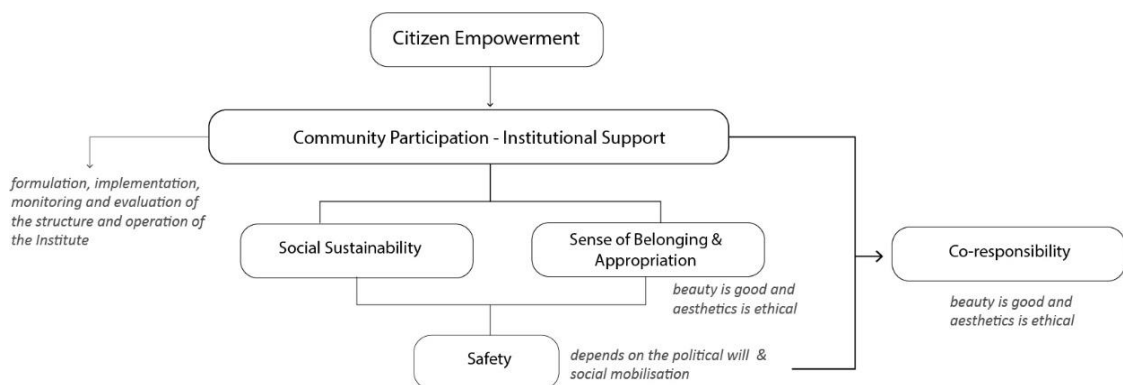 Citizen Empowerment
Community Participation - Institutional Support
formulation, implementation,
monitoring and evaluation of
the structure and operation of
the Institute
Social Sustainability
Sense of Belonging &
Appropriation
beauty is good and
aesthetics is ethical
Co-responsibility
beauty is good and
aesthetics is ethical
Safety
depends on the political will &
social mobilisation